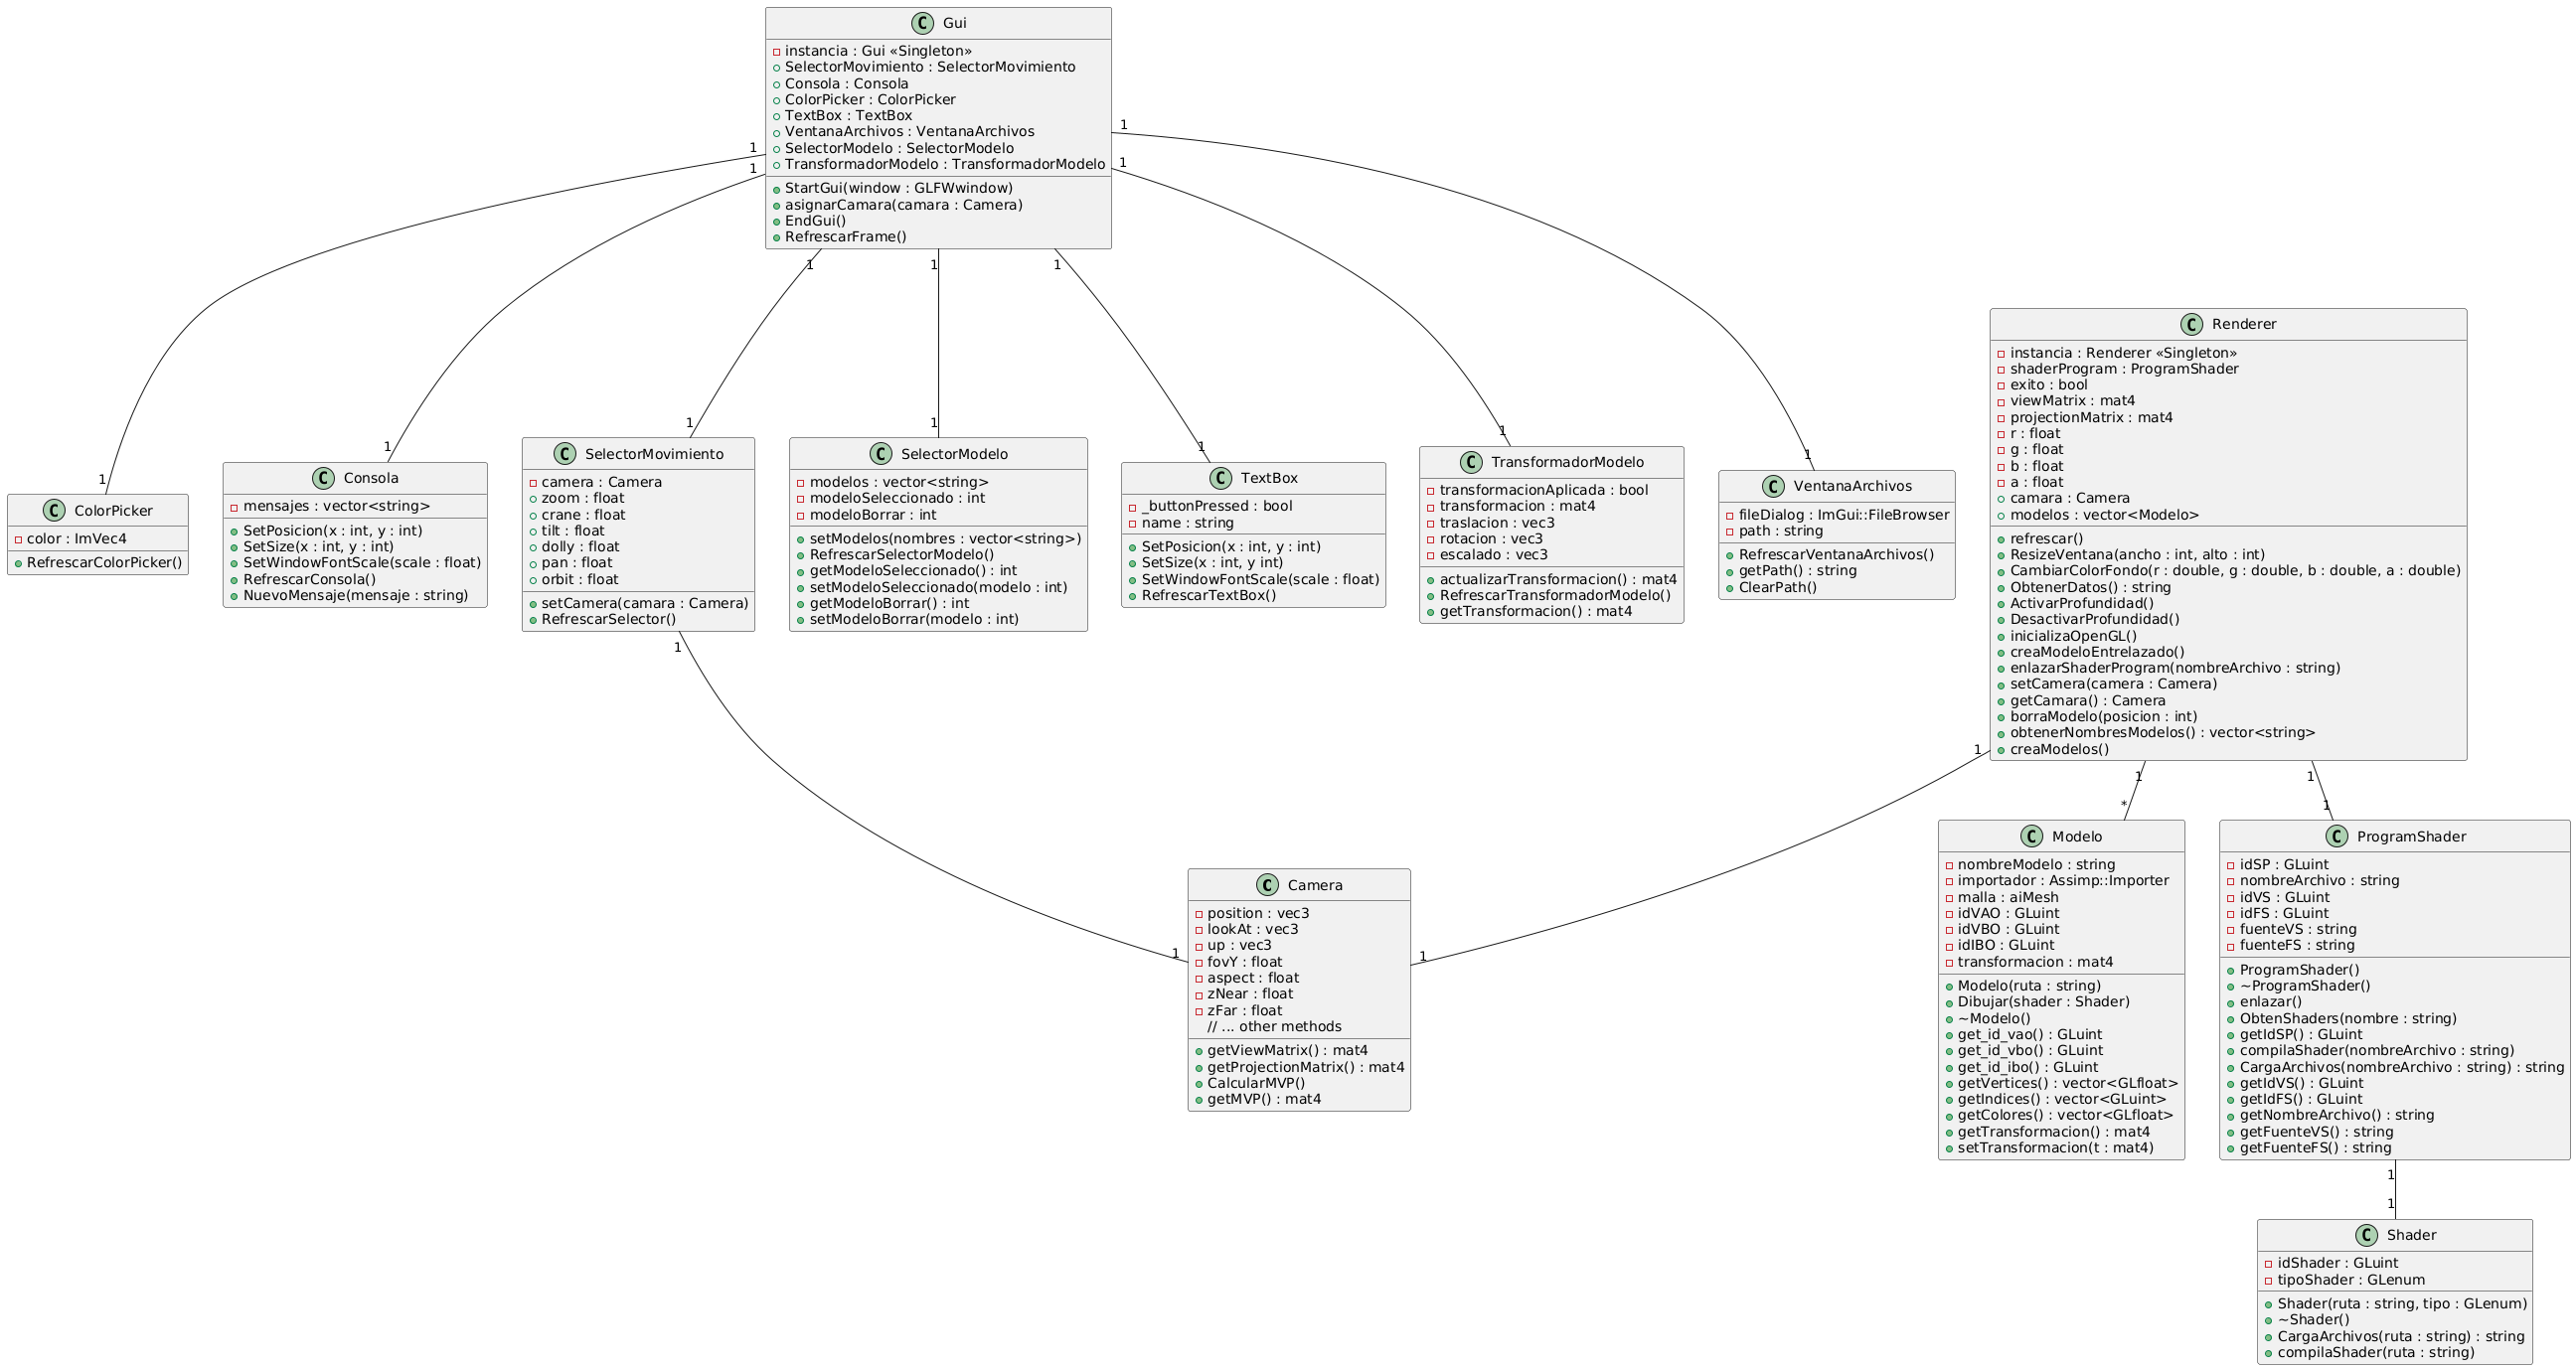 Gui
instancia : Gui «Singleton»
SelectorMovimiento : SelectorMovimiento
Consola : Consola
ColorPicker : ColorPicker
TextBox : TextBox
VentanaArchivos : VentanaArchivos
SelectorModelo : SelectorModelo
TransformadorModelo : TransformadorModelo
StartGui(window : GLFWwindow)
asignarCamara(camara : Camera)
EndGui()
RefrescarFrame()
1
1
1
1
1
1
1
1
1
1
1
1
1
1
ColorPicker
color : ImVec4
RefrescarColorPicker()
Consola
mensajes : vector<string>
SetPosicion(x : int, y : int)
SetSize(x : int, y : int)
SetWindowFontScale(scale : float)
RefrescarConsola()
NuevoMensaje(mensaje : string)
SelectorMovimiento
camera : Camera
zoom : float
crane : float
tilt : float
dolly : float
pan : float
orbit : float
setCamera(camara : Camera)
RefrescarSelector()
SelectorModelo
modelos : vector<string>
modeloSeleccionado : int
modeloBorrar : int
setModelos(nombres : vector<string>)
RefrescarSelectorModelo()
getModeloSeleccionado() : int
setModeloSeleccionado(modelo : int)
getModeloBorrar() : int
setModeloBorrar(modelo : int)
TextBox
_buttonPressed : bool
name : string
SetPosicion(x : int, y : int)
SetSize(x : int, y int)
SetWindowFontScale(scale : float)
RefrescarTextBox()
TransformadorModelo
transformacionAplicada : bool
transformacion : mat4
traslacion : vec3
rotacion : vec3
escalado : vec3
actualizarTransformacion() : mat4
RefrescarTransformadorModelo()
getTransformacion() : mat4
VentanaArchivos
fileDialog : ImGui::FileBrowser
path : string
RefrescarVentanaArchivos()
getPath() : string
ClearPath()
Renderer
instancia : Renderer «Singleton»
shaderProgram : ProgramShader
exito : bool
viewMatrix : mat4
projectionMatrix : mat4
r : float
g : float
b : float
a : float
camara : Camera
modelos : vector<Modelo>
refrescar()
ResizeVentana(ancho : int, alto : int)
CambiarColorFondo(r : double, g : double, b : double, a : double)
ObtenerDatos() : string
ActivarProfundidad()
DesactivarProfundidad()
inicializaOpenGL()
creaModeloEntrelazado()
enlazarShaderProgram(nombreArchivo : string)
setCamera(camera : Camera)
getCamara() : Camera
borraModelo(posicion : int)
obtenerNombresModelos() : vector<string>
creaModelos()
1
1
1
1
1
*
1
1
Camera
position : vec3
lookAt : vec3
up : vec3
fovY : float
aspect : float
zNear : float
zFar : float
// ... other methods
getViewMatrix() : mat4
getProjectionMatrix() : mat4
CalcularMVP()
getMVP() : mat4
Modelo
nombreModelo : string
importador : Assimp::Importer
malla : aiMesh
idVAO : GLuint
idVBO : GLuint
idIBO : GLuint
transformacion : mat4
Modelo(ruta : string)
Dibujar(shader : Shader)
~Modelo()
get_id_vao() : GLuint
get_id_vbo() : GLuint
get_id_ibo() : GLuint
getVertices() : vector<GLfloat>
getIndices() : vector<GLuint>
getColores() : vector<GLfloat>
getTransformacion() : mat4
setTransformacion(t : mat4)
ProgramShader
idSP : GLuint
nombreArchivo : string
idVS : GLuint
idFS : GLuint
fuenteVS : string
fuenteFS : string
ProgramShader()
~ProgramShader()
enlazar()
ObtenShaders(nombre : string)
getIdSP() : GLuint
compilaShader(nombreArchivo : string)
CargaArchivos(nombreArchivo : string) : string
getIdVS() : GLuint
getIdFS() : GLuint
getNombreArchivo() : string
getFuenteVS() : string
getFuenteFS() : string
1
1
Shader
idShader : GLuint
tipoShader : GLenum
Shader(ruta : string, tipo : GLenum)
~Shader()
CargaArchivos(ruta : string) : string
compilaShader(ruta : string)